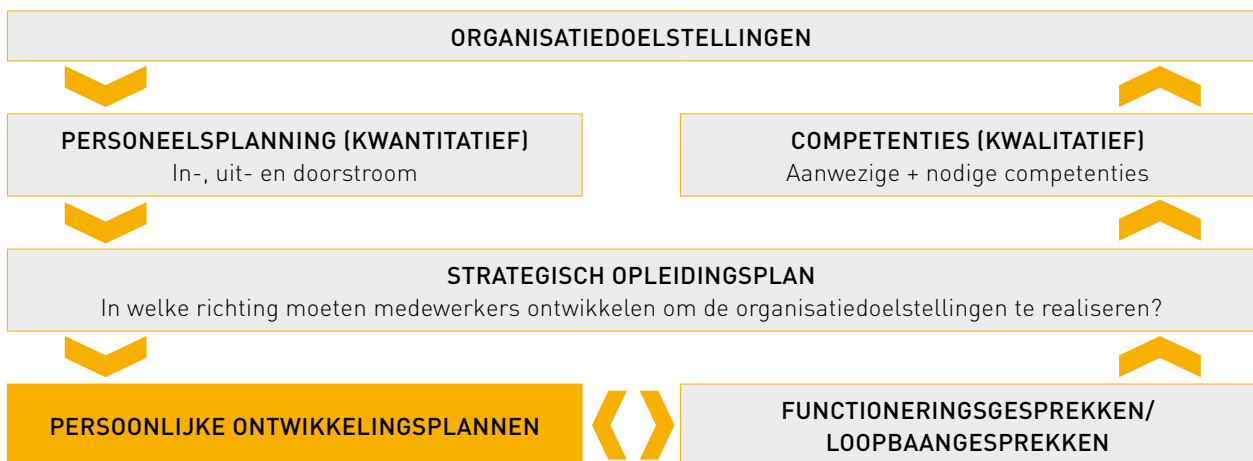 ORGANISATIEDOELSTELLINGEN
PERSONEELSPLANNING (KWANTITATIEF)
In-, uit- en doorstroom
COMPETENTIES (KWALITATIEF)
Aanwezige + nodige competenties
STRATEGISCH OPLEIDINGSPLAN
In welke richting moeten medewerkers ontwikkelen om de organisatiedoelstellingen te realiseren?
PERSOONLIJKE ONTWIKKELINGSPLANNEN
FUNCTIONERINGSGESPREKKEN/
LOOPBAANGESPREKKEN